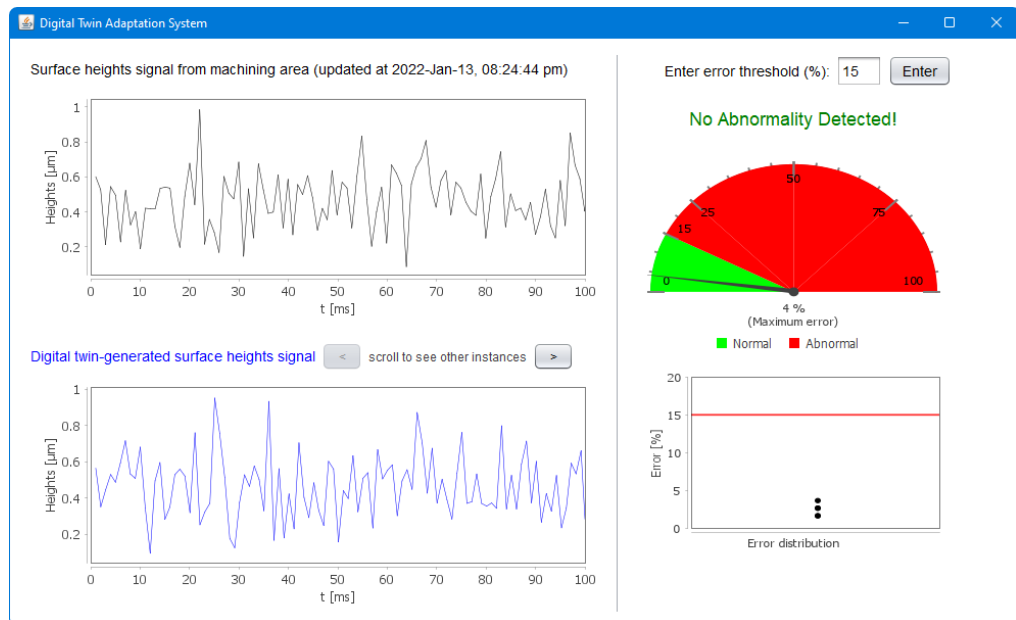 Digital Twin Adaptation System
Surface heights signal from machining area (updated at 2022-Jan-13, 08:24:44 pm)
Heights [µm]
1
0.8
0.6
0.4
0.2
0 10 20 30 40 50 60 70 80 90 100
t [ms]
Digital twin-generated surface heights signal < scroll to see other instances >
Heights [µm]
1
0.8
0.6
0.4
0.2
0 10 20 30 40 50 60 70 80 90 100
t [ms]
Enter error threshold (%): 15 Enter
No Abnormality Detected!
0 15 25 50 75 100
4 %
(Maximum error)
Normal Abnormal
Error [%]
20
15
10
5
0
Error distribution